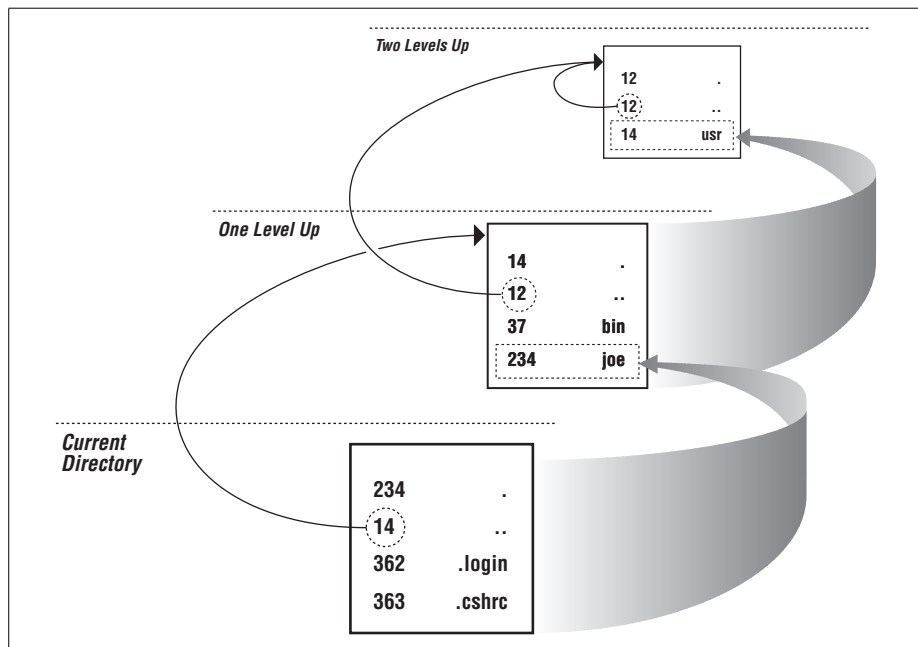 Two Levels Up
12 .
12 ..
14 usr
One Level Up
14 .
12 ..
37 bin
234 joe
Current
Directory
234 .
14 ..
362 .login
363 .cshrc